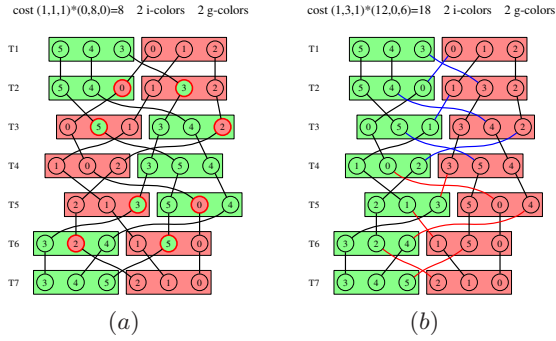 cost (1,1,1)*(0,8,0)=8 2 i-colors 2 g-colors
T1 5 4 3 0 1 2
T2 5 4 0 1 3 2
T3 0 5 1 3 4 2
T4 1 0 2 3 5 4
T5 2 1 3 5 0 4
T6 3 2 4 1 5 0
T7 3 4 5 2 1 0
(a)
cost (1,3,1)*(12,0,6)=18 2 i-colors 2 g-colors
T1 5 4 3 0 1 2
T2 5 4 0 1 3 2
T3 0 5 1 3 4 2
T4 1 0 2 3 5 4
T5 2 1 3 5 0 4
T6 3 2 4 1 5 0
T7 3 4 5 2 1 0
(b)